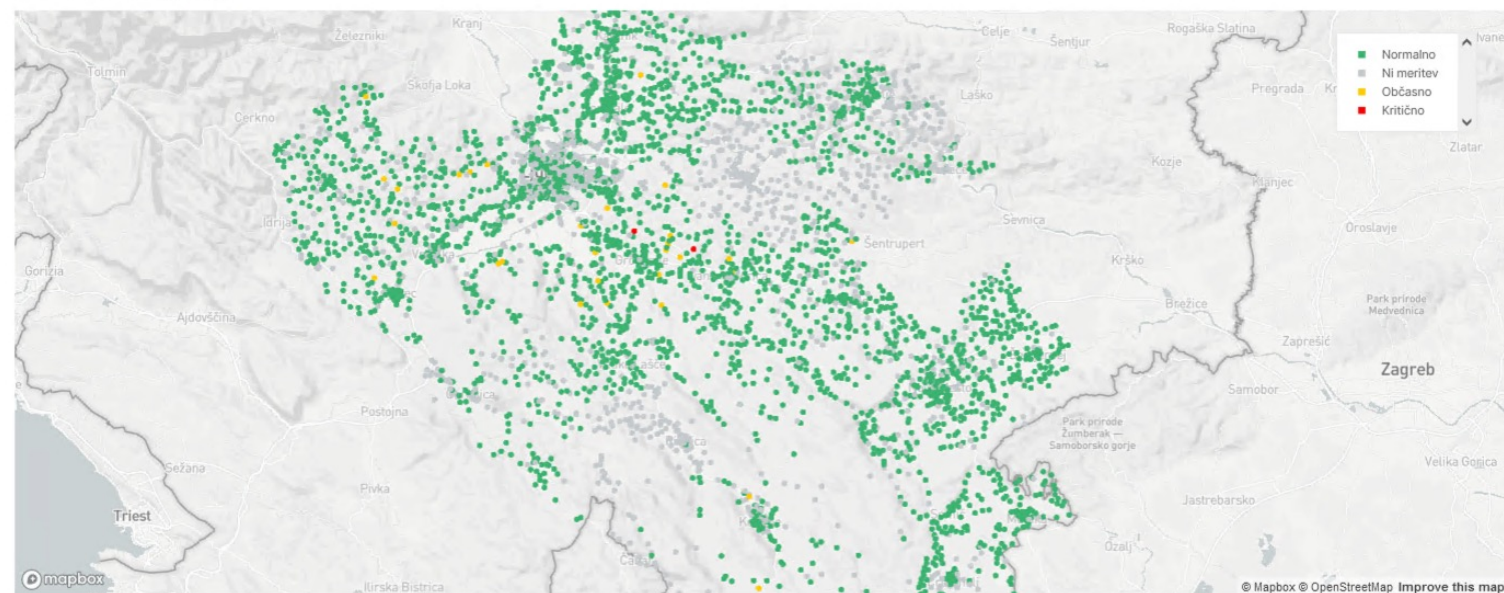 Kranj
Železniki
Celje
Šentjur
Rogaška Slatina
Tolmin
Škofja Loka
Laško
Pregrada
Cerkno
Zlatar
Kozje
Klanjec
Idrija
Sevnica
Oroslavje
Šentrupert
Gorizia
Krško
Ajdovščina
Brežice
Park prirode
Medvednica
Zaprešić
Zagreb
Samobor
Postojna
Park prirode
Žumberak —
Samoborsko gorje
Velika Gorica
Sežana
Pivka
Jastrebarsko
Triest
Ozalj
Ilirska Bistrica
Normalno
Ni meritev
Občasno
Kritično
mapbox
© Mapbox © OpenStreetMap Improve this map